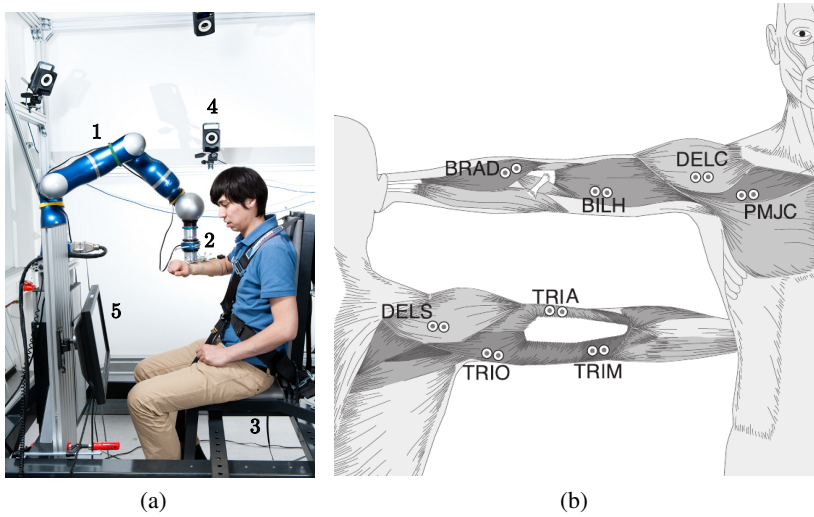 1
4
2
5
3
(a)
BRAD
DELC
BILH
PMJC
DELS
TRIA
TRIO
TRIM
(b)